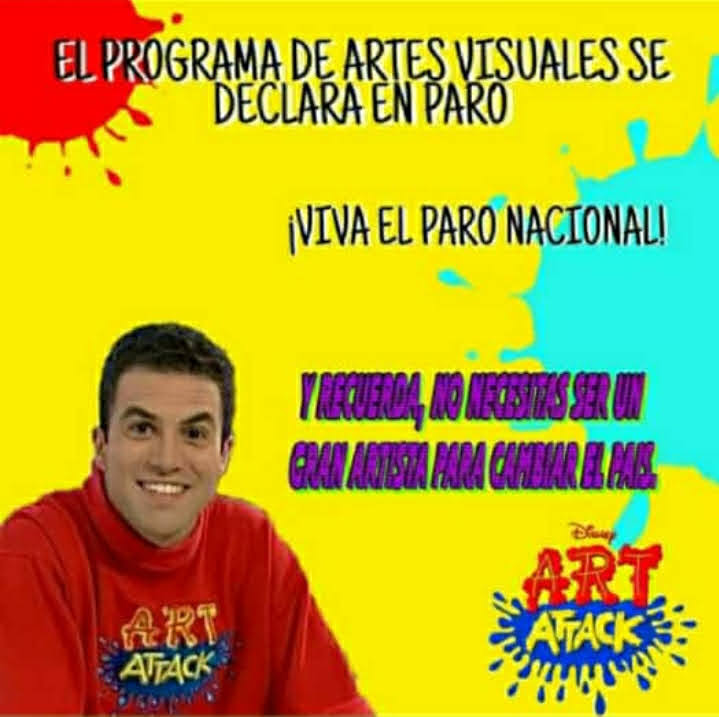 EL PROGRAMA DE ARTES VISUALES SE
DECLARA EN PARO
¡VIVA EL PARO NACIONAL!
Y RECUERDA, NO NECESITAS SER UN
GRAN ARTISTA PARA CAMBIAR EL PAIS.
Disney
ART
ATTACK
ART
ATTACK